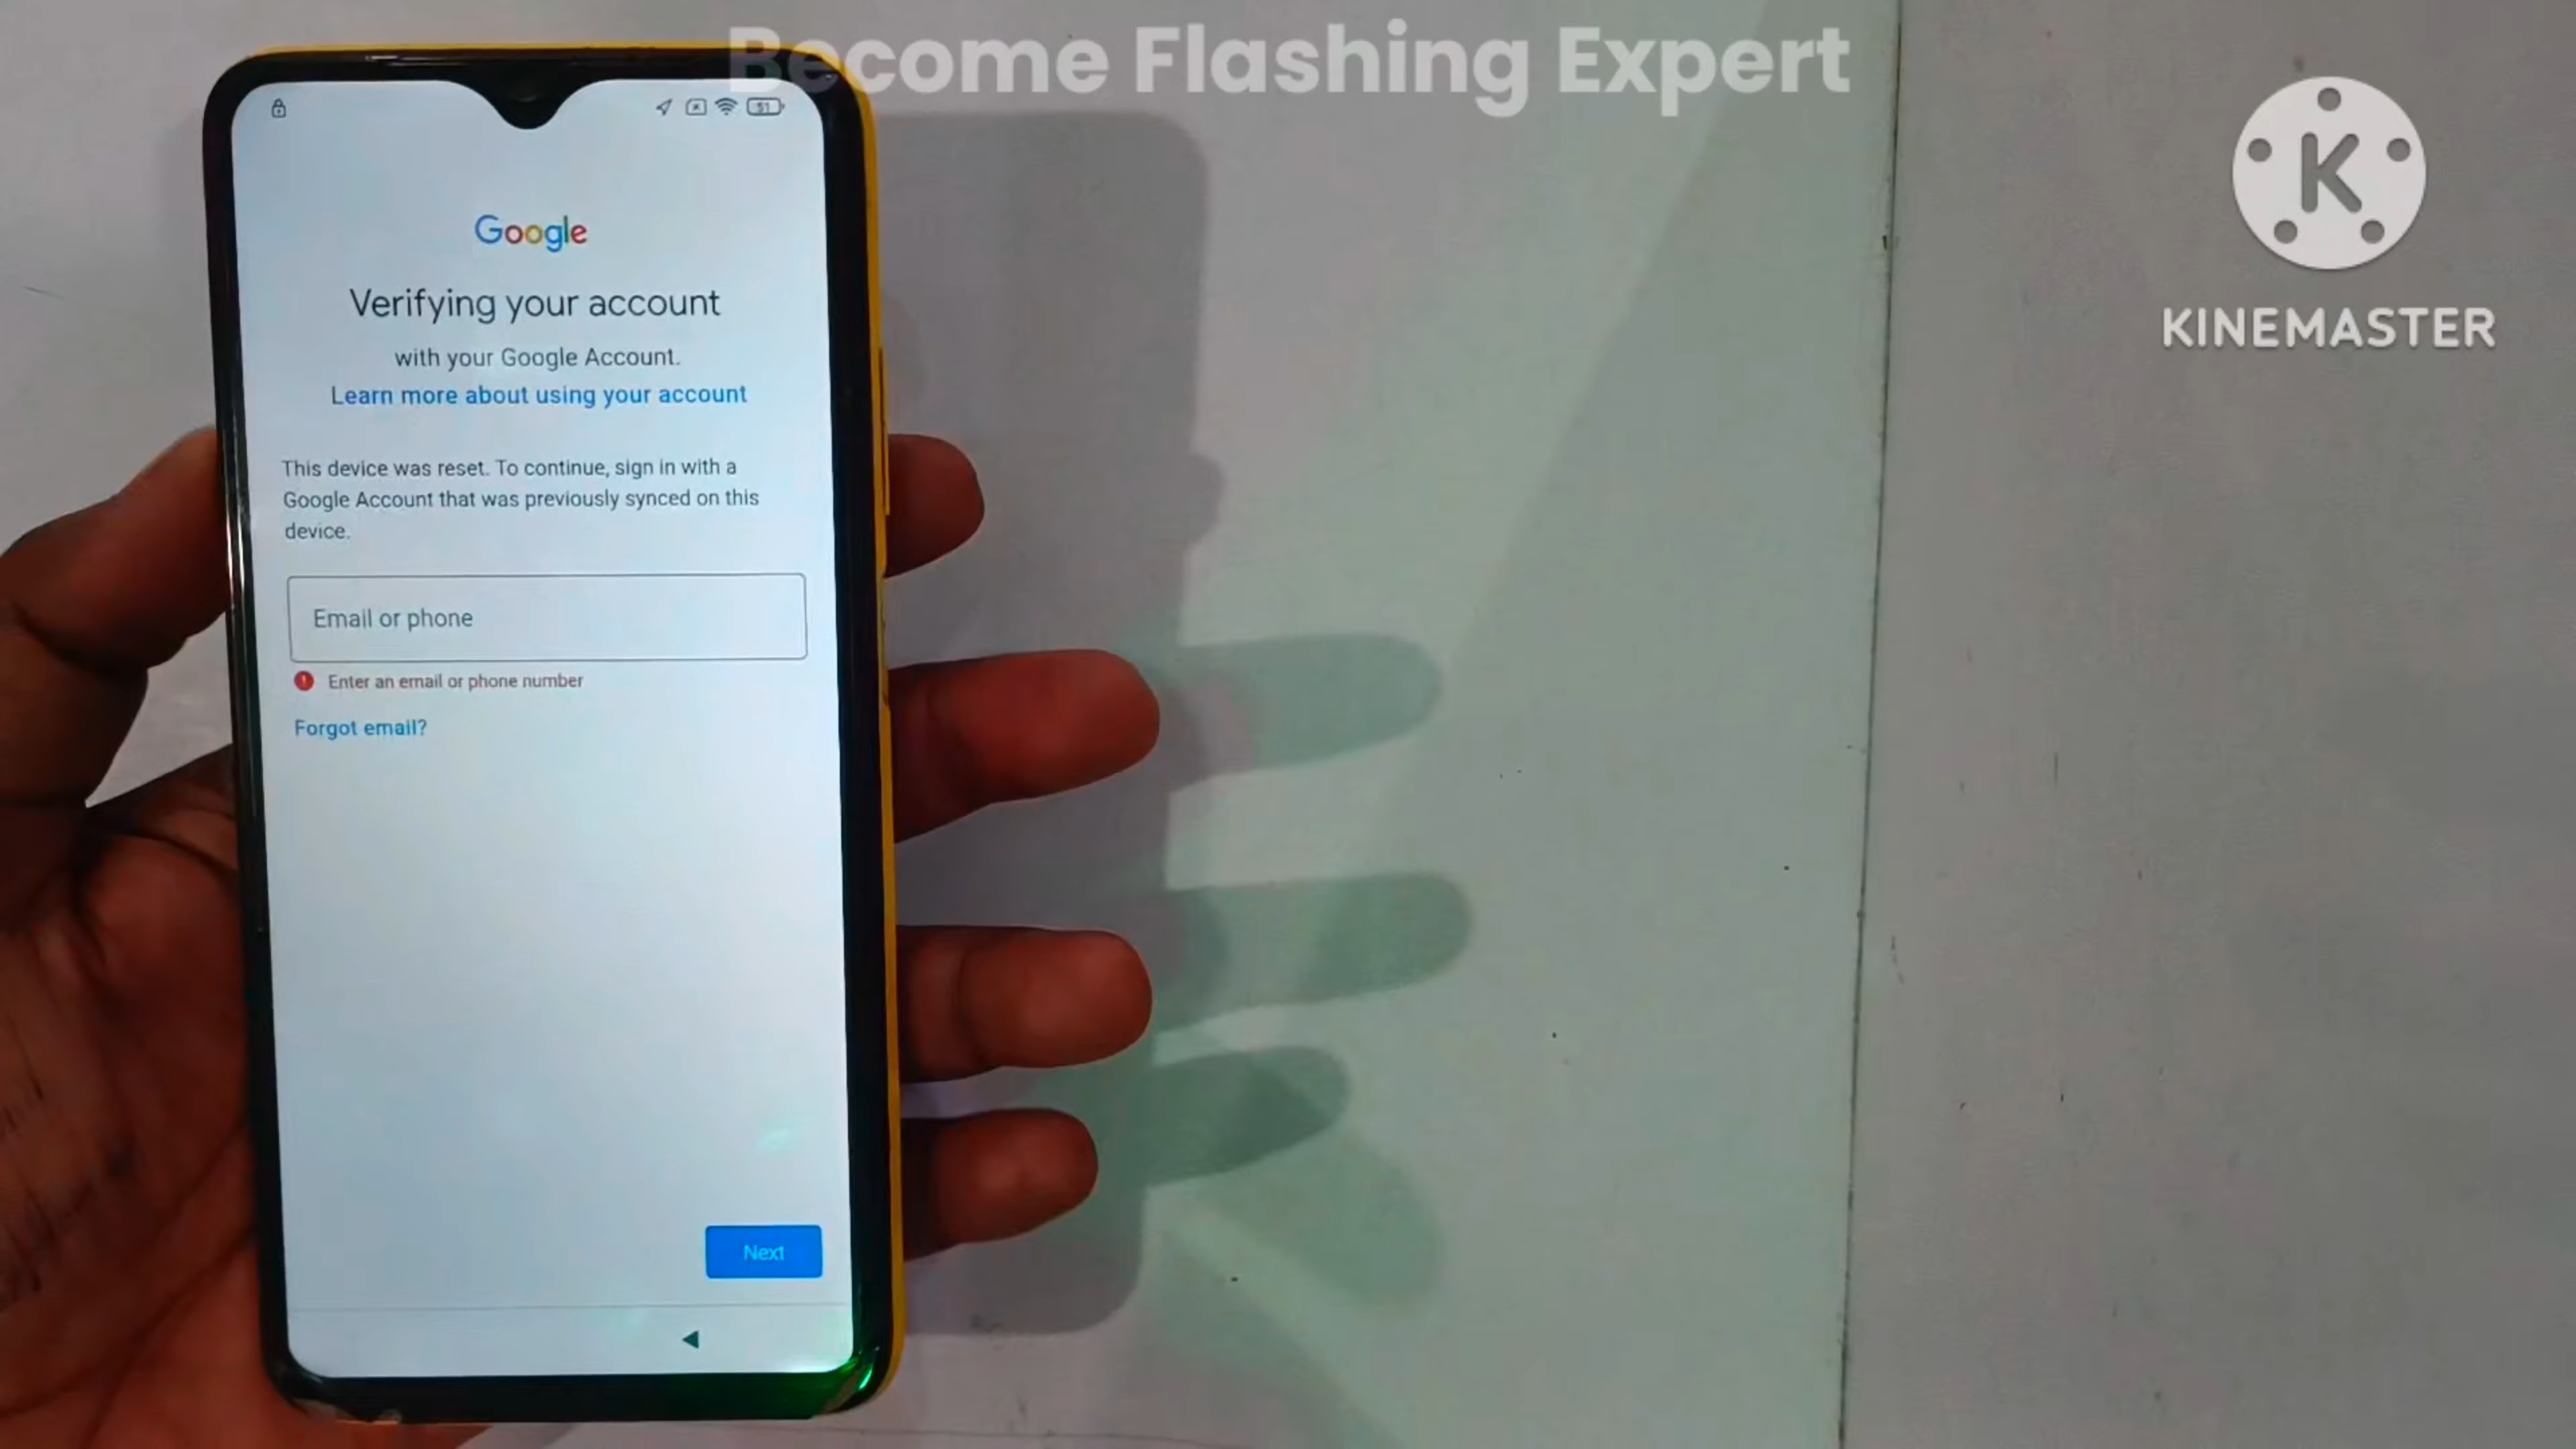 Become Flashing Expert
K
KINEMASTER
51
Google
Verifying your account
with your Google Account.
Learn more about using your account
This device was reset. To continue, sign in with a
Google Account that was previously synced on this
device.
Email or phone
Enter an email or phone number
Forgot email?
Next